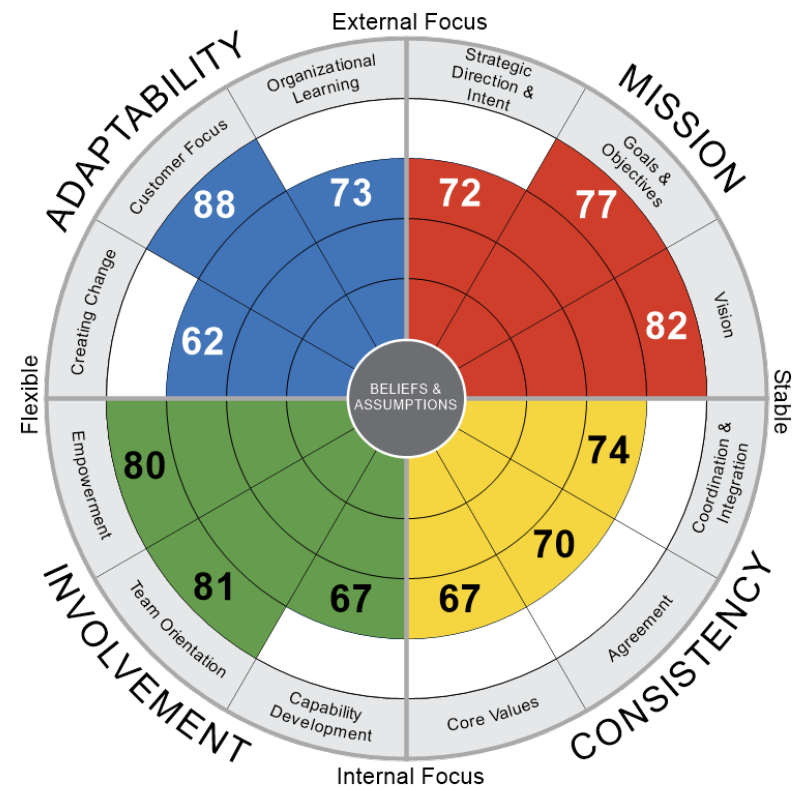 External Focus
ADAPTABILITY
MISSION
Organizational
Learning
Strategic
Direction &
Intent
Customer Focus
Goals &
Objectives
88
73
72
77
Creating Change
62
82
Vision
Flexible
BELIEFS &
ASSUMPTIONS
Stable
Empowerment
80
74
Coordination &
Integration
81
70
Team Orientation
67
67
Agreement
Capability
Development
Core Values
INVOLVEMENT
CONSISTENCY
Internal Focus